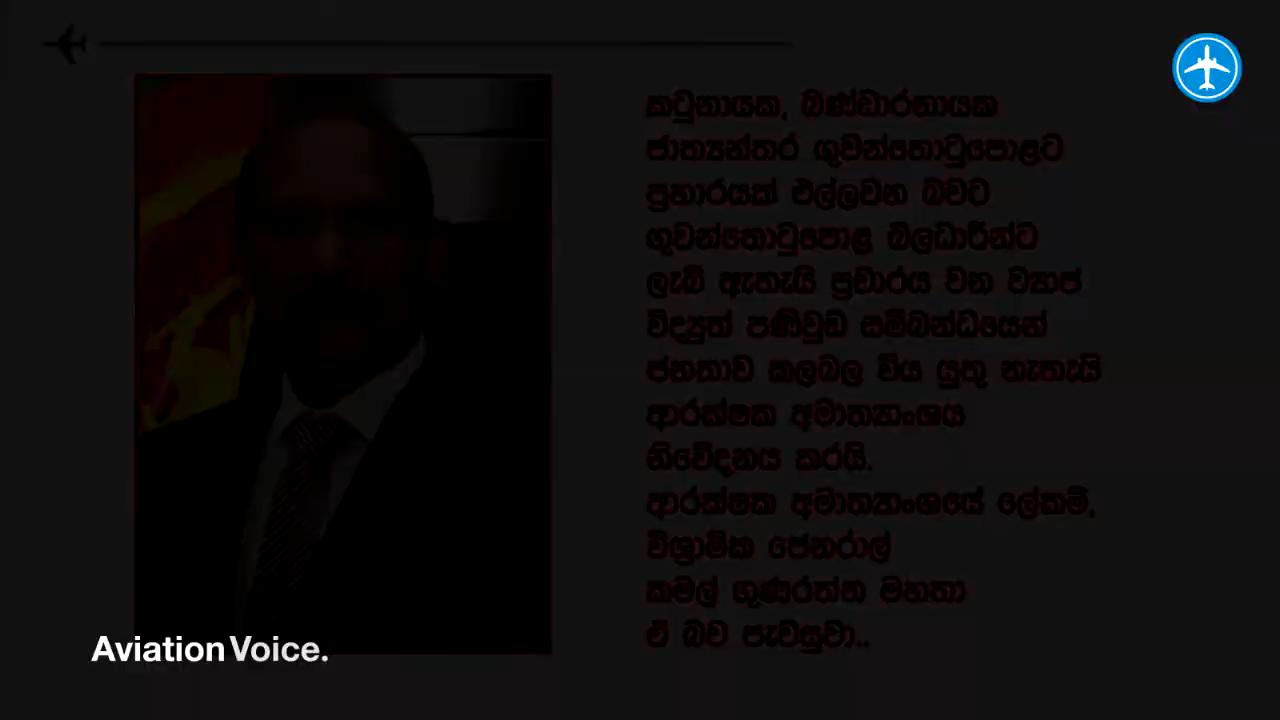 කටුනායක, බණ්ඩාරනායක
ජාත්‍යන්තර ගුවන්තොටුපොළට
ප්‍රහාරයක් එල්ලවන බවට
ගුවන්තොටුපොළ බලධාරීන්ට
ලැබී ඇතැයි ප්‍රචාරය වන ව්‍යාජ
විද්‍යුත් පණිවුඩ සම්බන්ධයෙන්
ජනතාව කලබල විය යුතු නැතැයි
ආරක්ෂක අමාත්‍යාංශය
නිවේදනය කරයි.
ආරක්ෂක අමාත්‍යාංශයේ ලේකම්,
විශ්‍රාමික ජෙනරාල්
කමල් ගුණරත්න මහතා
ඒ බව පැවසුවා..
Aviation Voice.